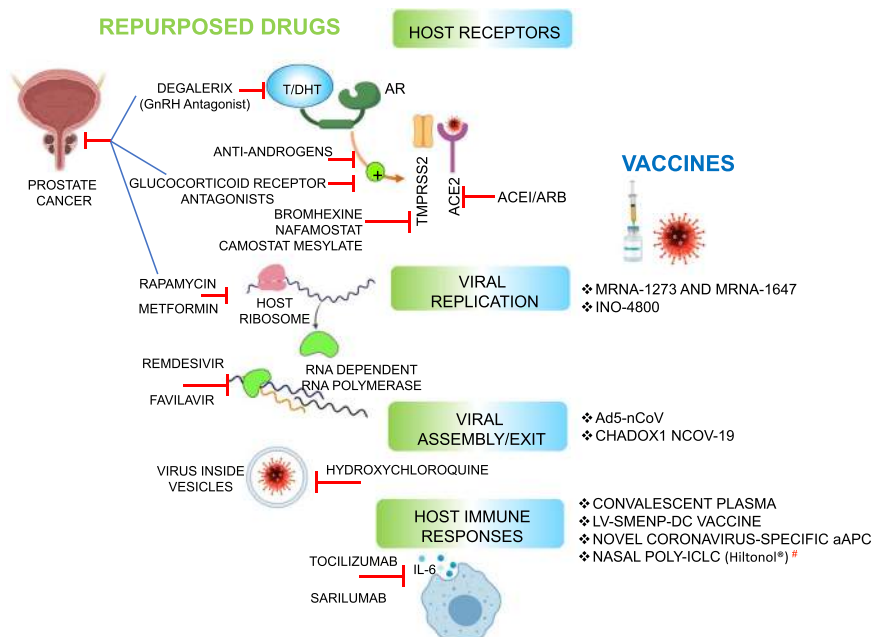 REPURPOSED DRUGS
HOST RECEPTORS
DEGALERIX
(GnRH Antagonist)
T/DHT
AR
PROSTATE
CANCER
ANTI-ANDROGENS
GLUCOCORTICOID RECEPTOR
ANTAGONISTS
+
TMPRSS2
ACE2
ACEI/ARB
BROMHEXINE
NAFAMOSTAT
CAMOSTAT MESYLATE
VACCINES
RAPAMYCIN
METFORMIN
HOST
RIBOSOME
VIRAL
REPLICATION
❖MRNA-1273 AND MRNA-1647
❖INO-4800
REMDESIVIR
FAVILAVIR
RNA DEPENDENT
RNA POLYMERASE
VIRAL
ASSEMBLY/EXIT
❖Ad5-nCoV
❖CHADOX1 NCOV-19
VIRUS INSIDE
VESICLES
HYDROXYCHLOROQUINE
HOST IMMUNE
RESPONSES
❖CONVALESCENT PLASMA
❖LV-SMENP-DC VACCINE
❖NOVEL CORONAVIRUS-SPECIFIC aAPC
❖NASAL POLY-ICLC (Hiltonol®) #
TOCILIZUMAB
IL-6
SARILUMAB